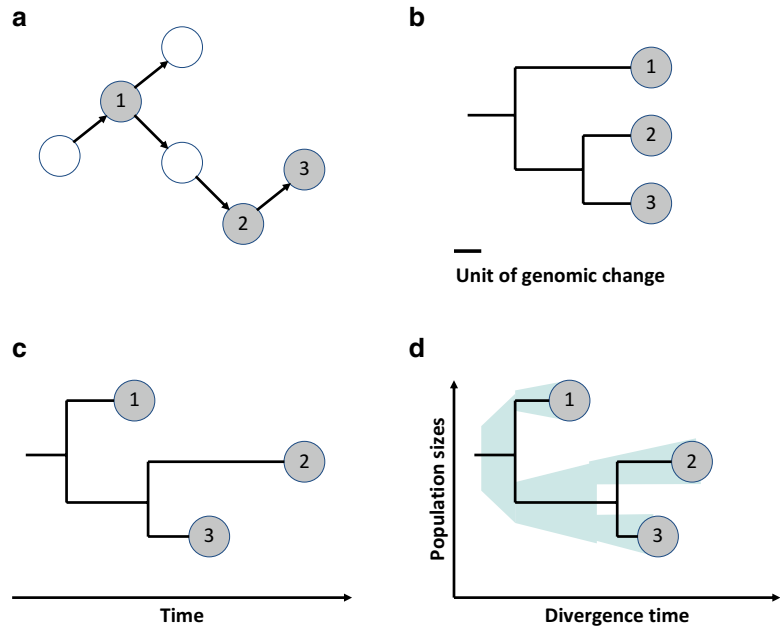 a
1
3
2
b
1
2
3
Unit of genomic change
c
1
2
3
Time
d
Population sizes
1
2
3
Divergence time